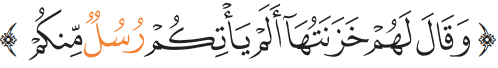 ﴿ وَقَالَ لَهُمْ خَزَنَتُهَآ أَلَمْ يَأْتِكُمْ رُسُلٌ مِّنكُمْ ﴾